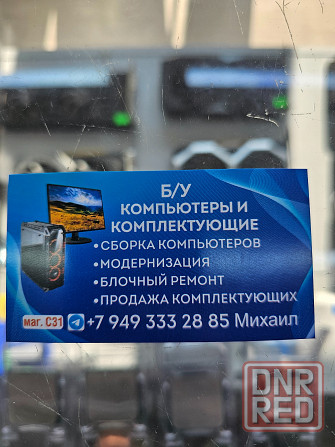 Б/У
КОМПЬЮТЕРЫ И
КОМПЛЕКТУЮЩИЕ
• СБОРКА КОМПЬЮТЕРОВ
• МОДЕРНИЗАЦИЯ
• БЛОЧНЫЙ РЕМОНТ
• ПРОДАЖА КОМПЛЕКТУЮЩИХ
маг. С31 +7 949 333 28 85 Михаил
DNR
RED